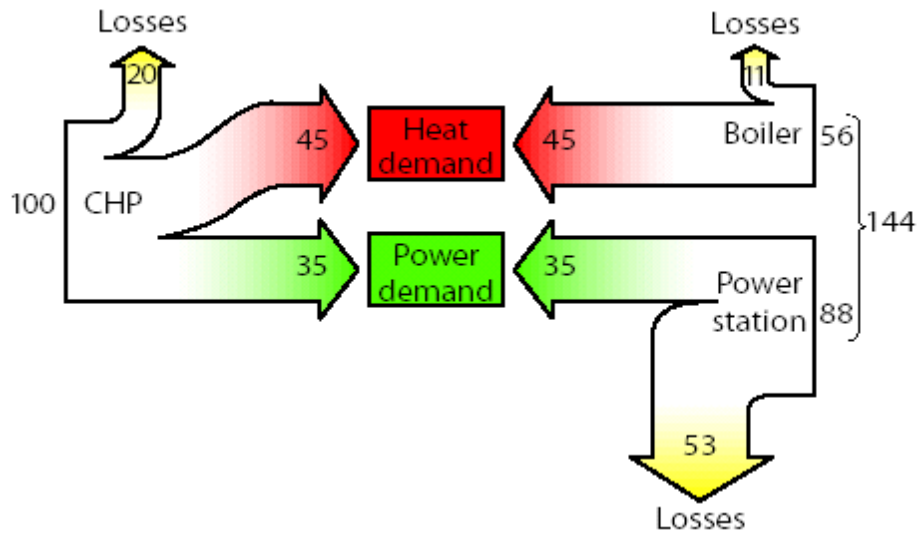 Losses
20
100
CHP
45
35
Heat
demand
Power
demand
45
35
Losses
11
Boiler
56
144
Power
station
88
53
Losses